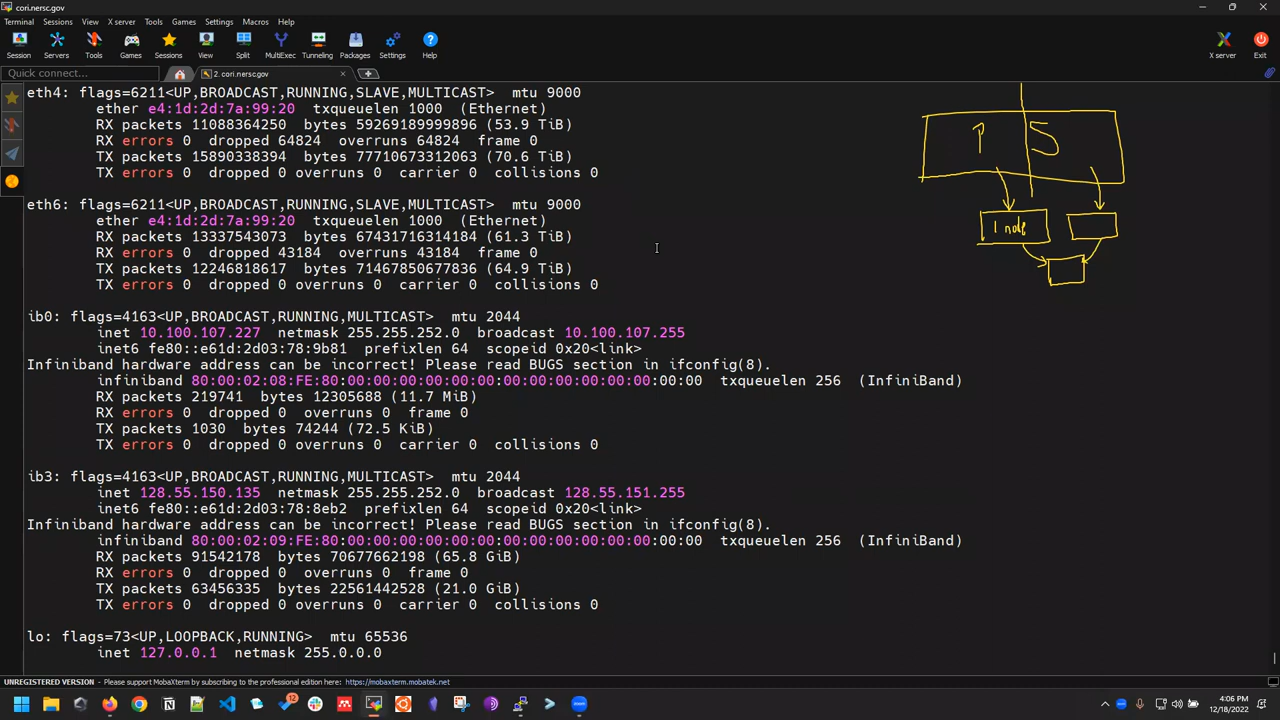 cori.nersc.gov
Terminal Sessions View X server Tools Games Settings Macros Help
Session Servers Tools Games Sessions View Split MultiExec Tunneling Packages Settings Help X server Exit
Quick connect...
2. cori.nersc.gov
eth4: flags=6211<UP,BROADCAST,RUNNING,SLAVE,MULTICAST> mtu 9000
ether e4:1d:2d:7a:99:20 txqueuelen 1000 (Ethernet)
RX packets 11088364250 bytes 59269189999896 (53.9 TiB)
RX errors 0 dropped 64824 overruns 64824 frame 0
TX packets 15890338394 bytes 77710673312063 (70.6 TiB)
TX errors 0 dropped 0 overruns 0 carrier 0 collisions 0
eth6: flags=6211<UP,BROADCAST,RUNNING,SLAVE,MULTICAST> mtu 9000
ether e4:1d:2d:7a:99:20 txqueuelen 1000 (Ethernet)
RX packets 13337543073 bytes 67431716314184 (61.3 TiB)
RX errors 0 dropped 43184 overruns 43184 frame 0
TX packets 12246818617 bytes 71467850677836 (64.9 TiB)
TX errors 0 dropped 0 overruns 0 carrier 0 collisions 0
ib0: flags=4163<UP,BROADCAST,RUNNING,MULTICAST> mtu 2044
inet 10.100.107.227 netmask 255.255.252.0 broadcast 10.100.107.255
inet6 fe80::e61d:2d03:78:9b81 prefixlen 64 scopeid 0x20<link>
Infiniband hardware address can be incorrect! Please read BUGS section in ifconfig(8).
infiniband 80:00:02:08:FE:80:00:00:00:00:00:00:00:00:00:00:00:00:00:00 txqueuelen 256 (InfiniBand)
RX packets 219741 bytes 12305688 (11.7 MiB)
RX errors 0 dropped 0 overruns 0 frame 0
TX packets 1030 bytes 74244 (72.5 KiB)
TX errors 0 dropped 0 overruns 0 carrier 0 collisions 0
ib3: flags=4163<UP,BROADCAST,RUNNING,MULTICAST> mtu 2044
inet 128.55.150.135 netmask 255.255.252.0 broadcast 128.55.151.255
inet6 fe80::e61d:2d03:78:8eb2 prefixlen 64 scopeid 0x20<link>
Infiniband hardware address can be incorrect! Please read BUGS section in ifconfig(8).
infiniband 80:00:02:09:FE:80:00:00:00:00:00:00:00:00:00:00:00:00:00:00 txqueuelen 256 (InfiniBand)
RX packets 91542178 bytes 70677662198 (65.8 GiB)
RX errors 0 dropped 0 overruns 0 frame 0
TX packets 63456335 bytes 22561442528 (21.0 GiB)
TX errors 0 dropped 0 overruns 0 carrier 0 collisions 0
lo: flags=73<UP,LOOPBACK,RUNNING> mtu 65536
inet 127.0.0.1 netmask 255.0.0.0
1 5
1 node
UNREGISTERED VERSION - Please support MobaXterm by subscribing to the professional edition here: https://mobaxterm.mobatek.net
12
4:06 PM
12/18/2022